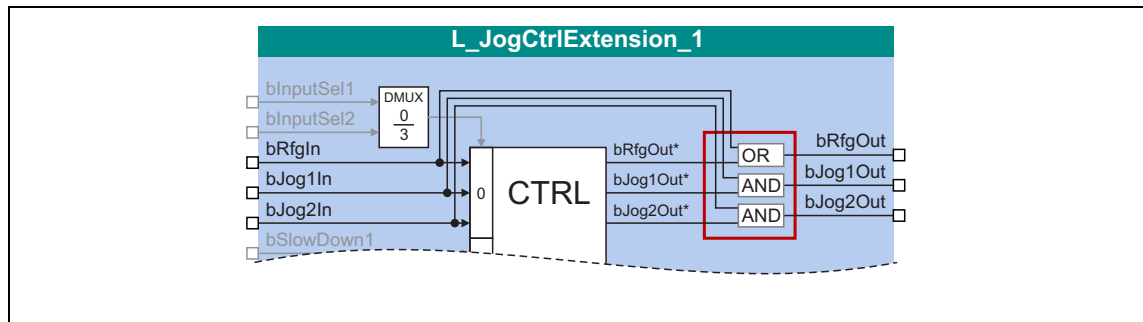 L_JogCtrlExtension_1
bInputSel1
bInputSel2
DMUX
0
3
bRfgIn
bJog1In
bJog2In
bSlowDown1
0
CTRL
bRfgOut*
bJog1Out*
bJog2Out*
OR
AND
AND
bRfgOut
bJog1Out
bJog2Out